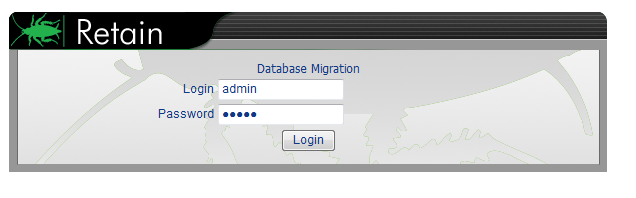 Retain
Database Migration
Login admin
Password •••••
Login